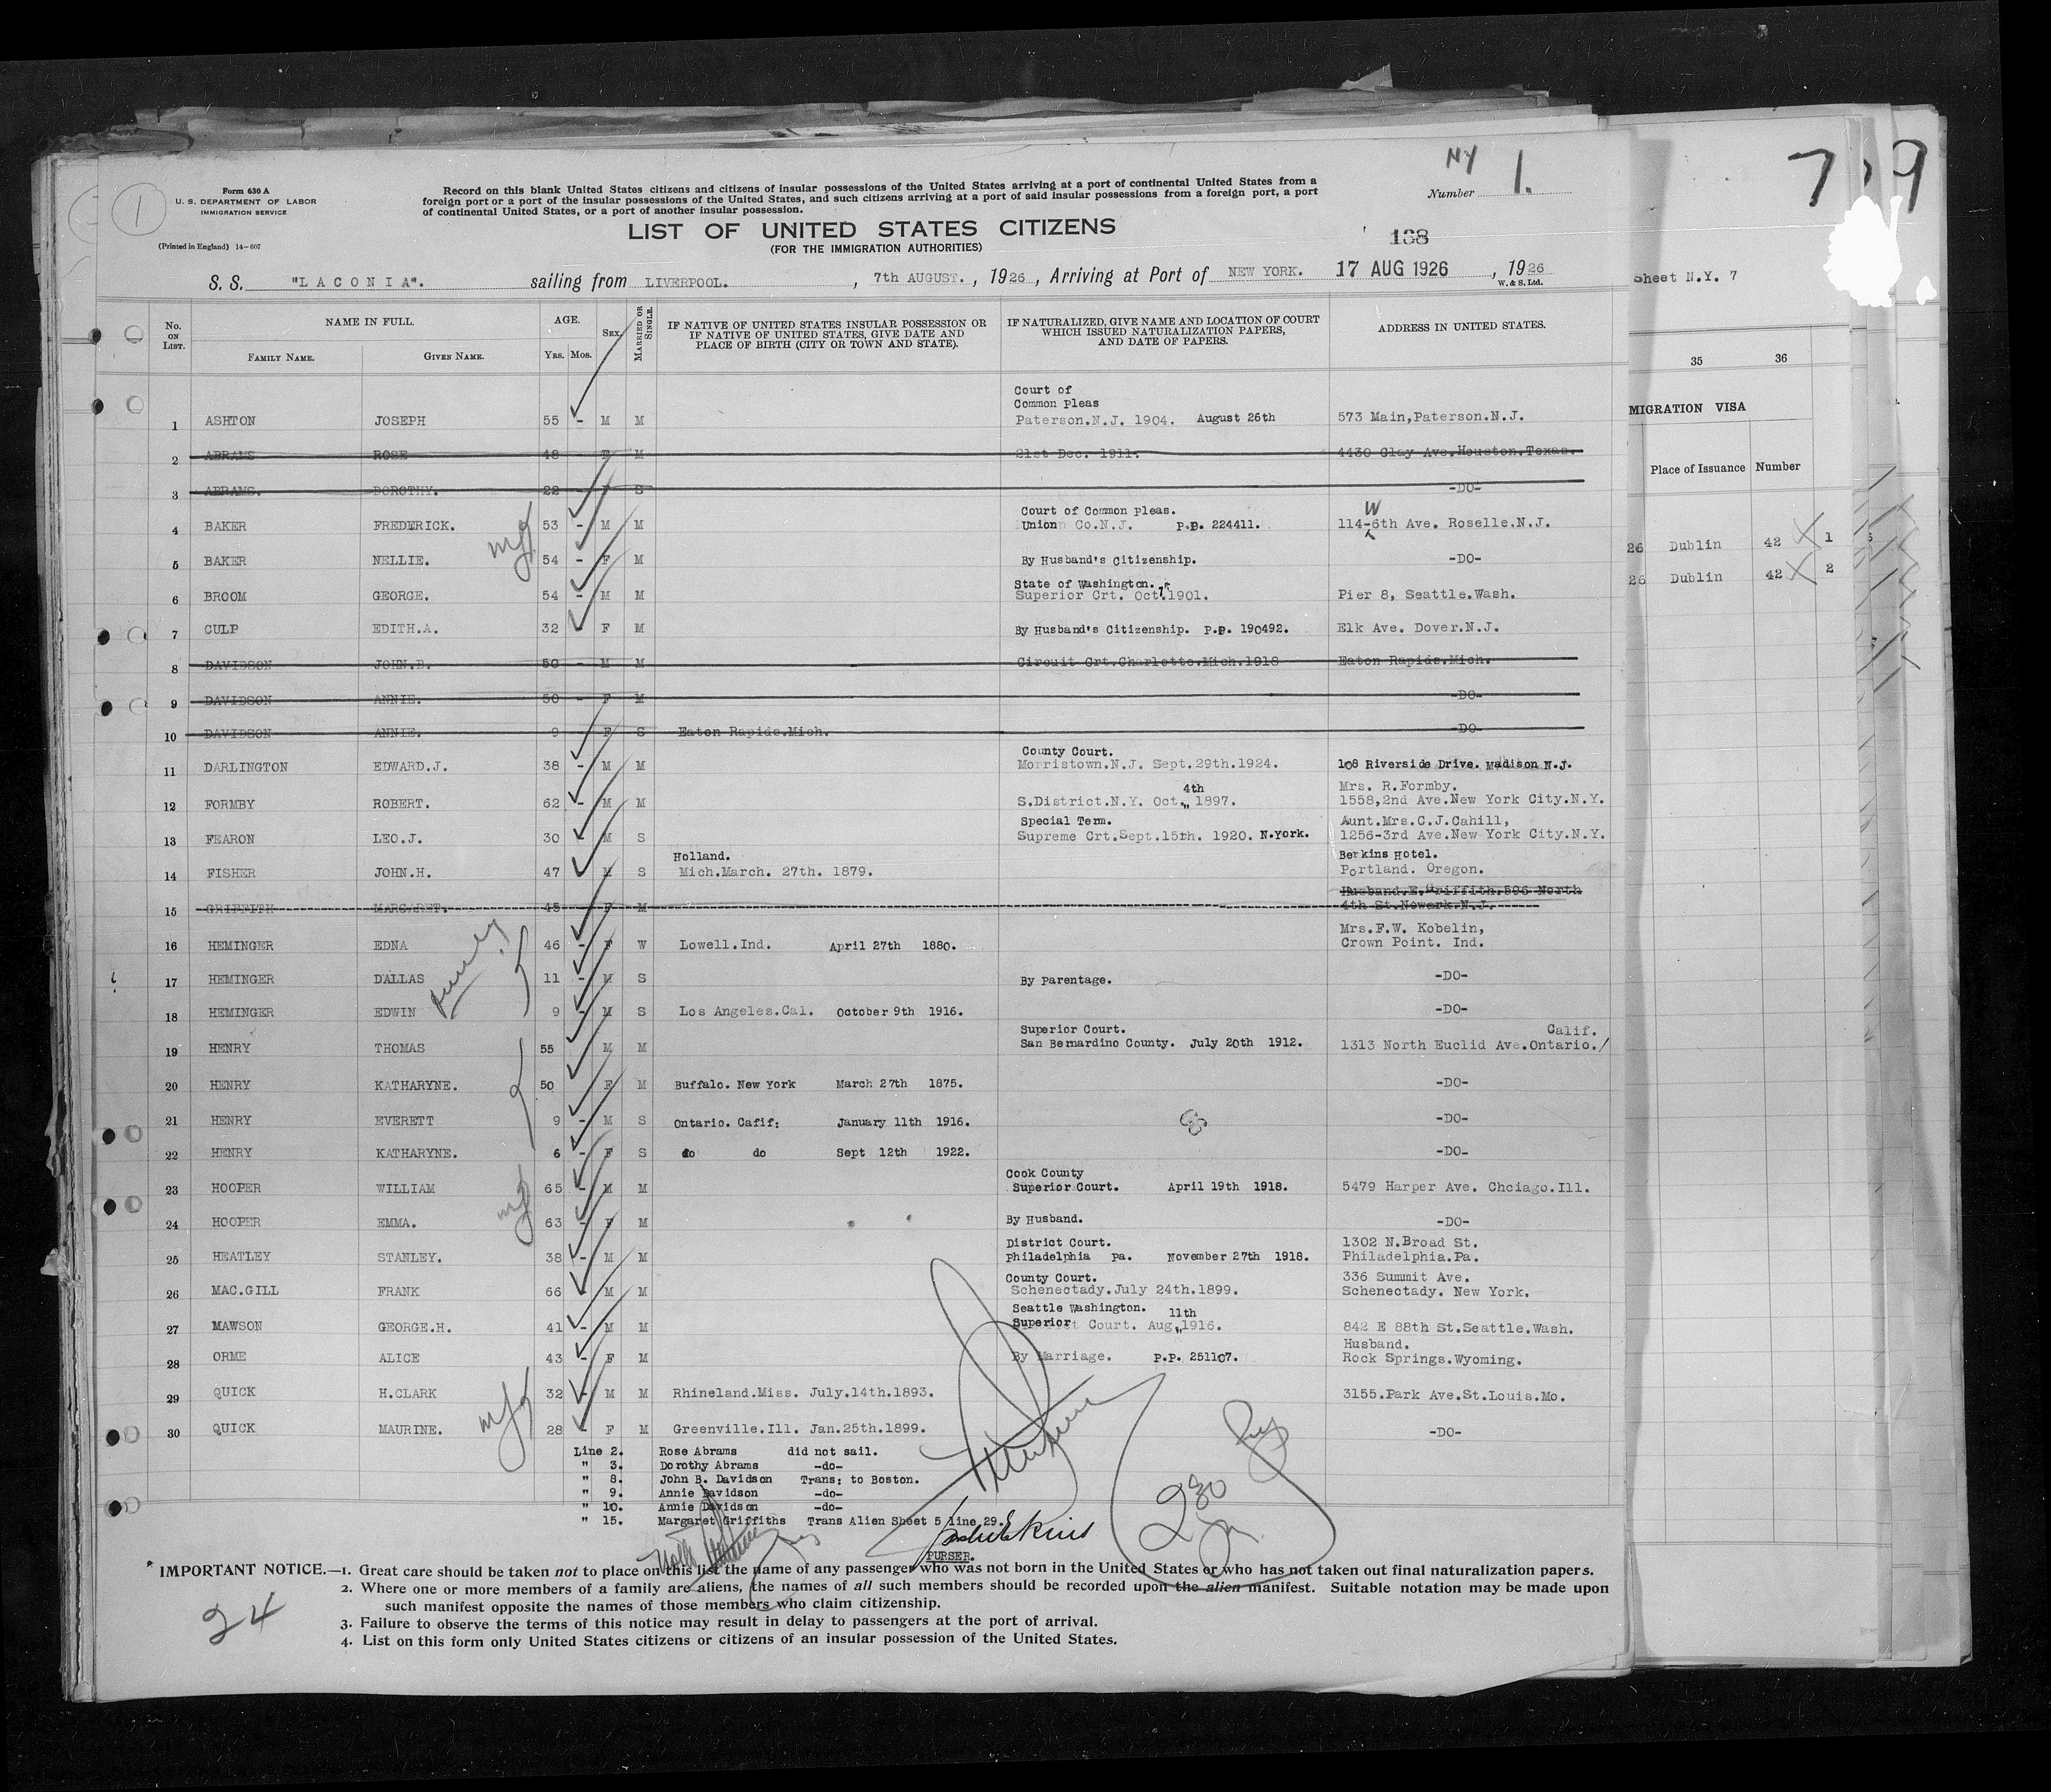 NY 1.
Number
739
1
Form 630 A
U. S. DEPARTMENT OF LABOR
IMMIGRATION SERVICE
(Printed in England) 14-607
Record on this blank United States citizens and citizens of insular possessions of the United States arriving at a port of continental United States from a
foreign port or a port of the insular possessions of the United States, and such citizens arriving at a port of said insular possessions from a foreign port, a port
of continental United States, or a port of another insular possession.
LIST OF UNITED STATES CITIZENS
(FOR THE IMMIGRATION AUTHORITIES)
138
S. S. "LACONIA". sailing from LIVERPOOL. , 7th AUGUST. , 1926 , Arriving at Port of NEW YORK. 17 AUG 1926 , 1926
W. & S. Ltd.
Sheet N.Y. 7
No. ON LIST. NAME IN FULL. FAMILY NAME. GIVEN NAME. AGE. Yrs. Mos. SEX. MARRIED OR SINGLE. IF NATIVE OF UNITED STATES INSULAR POSSESSION OR IF NATIVE OF UNITED STATES, GIVE DATE AND PLACE OF BIRTH (CITY OR TOWN AND STATE). IF NATURALIZED, GIVE NAME AND LOCATION OF COURT WHICH ISSUED NATURALIZATION PAPERS, AND DATE OF PAPERS. ADDRESS IN UNITED STATES.
35 36
MIGRATION VISA
Place of Issuance Number
26 Dublin 42 1
26 Dublin 42 2
Court of
Common Pleas
1 ASHTON JOSEPH 55 - M M Paterson.N.J. 1904. August 26th 573 Main,Paterson.N.J.
2 ABRAMS ROSE 48 - F M 21st Dec. 1911. 4430 Clay Ave.Houston.Texas.
3 ABRAMS. DOROTHY. 22 - F S -DO-
Court of Common Pleas. W
4 BAKER FREDERICK. 53 - M M Union Co.N.J. P.P. 224411. 114-6th Ave. Roselle.N.J.
5 BAKER NELLIE. 54 - F M By Husband's Citizenship. -DO-
State of Washington.
6 BROOM GEORGE. 54 - M M Superior Crt. Oct. 1901. Pier 8, Seattle.Wash.
7 CULP EDITH.A. 32 - F M By Husband's Citizenship. P.P. 190492. Elk Ave. Dover.N.J.
8 DAVIDSON JOHN.B. 50 - M M Circuit Crt.Charlotte.Mich.1918 Eaton Rapids.Mich.
9 DAVIDSON ANNIE. 50 - F M -DO-
10 DAVIDSON ANNIE. 9 - F S Eaton Rapids.Mich. -DO-
County Court.
11 DARLINGTON EDWARD.J. 38 - M M Morristown.N.J. Sept.29th.1924. 108 Riverside Drive. Madison N.J.
4th Mrs. R.Formby.
12 FORMBY ROBERT. 62 - M M S.District.N.Y. Oct. 1897. 1558,2nd Ave.New York City.N.Y.
Special Term. Aunt.Mrs.C.J.Cahill,
13 FEARON LEO.J. 30 - M S Supreme Crt.Sept.15th. 1920. N.York. 1256-3rd Ave.New York City.N.Y.
Holland. Berkins Hotel.
14 FISHER JOHN.H. 47 M S Mich.March. 27th. 1879. Portland. Oregon.
Husband.E.Griffith.596 North
15 GRIFFITH MARGARET. 45 - F M 4th St.Newark.N.J.
Mrs.F.W. Kobelin,
16 HEMINGER EDNA 46 - F W Lowell.Ind. April 27th 1880. Crown Point. Ind.
17 HEMINGER DALLAS 11 - M S By Parentage. -DO-
18 HEMINGER EDWIN 9 - M S Los Angeles.Cal. October 9th 1916. -DO-
Superior Court. Calif.
19 HENRY THOMAS 55 M M San Bernardino County. July 20th 1912. 1313 North Euclid Ave.Ontario./
20 HENRY KATHARYNE. 50 F M Buffalo. New York March 27th 1875. -DO-
21 HENRY EVERETT 9 - M S Ontario. Cafif: January 11th 1916. -DO-
22 HENRY KATHARYNE. 6 - F S do do Sept 12th 1922. -DO-
Cook County
23 HOOPER WILLIAM 65 - M M Superior Court. April 19th 1918. 5479 Harper Ave. Chciago.Ill.
24 HOOPER EMMA. 63 - F M By Husband. -DO-
District Court. 1302 N.Broad St.
25 HEATLEY STANLEY. 38 - M M Philadelphia Pa. November 27th 1918. Philadelphia.Pa.
County Court. 336 Summit Ave.
26 MAC.GILL FRANK 66 - M M Schenectady.July 24th.1899. Schenectady. New York.
Seattle Washington. 11th
27 MAWSON GEORGE.H. 41 - M M Superior Court. Aug 1916. 842 E 88th St.Seattle.Wash.
Husband.
28 ORME ALICE 43 - F M By Marriage. P.P. 251107. Rock Springs.Wyoming.
29 QUICK H.CLARK 32 - M M Rhineland.Miss. July.14th.1893. 3155.Park Ave.St.Louis.Mo.
30 QUICK MAURINE. 28 - F M Greenville.Ill. Jan.25th.1899. -DO-
Line 2. Rose Abrams did not sail.
" 3. Dorothy Abrams -do-
" 8. John B. Davidson Trans: to Boston.
" 9. Annie Davidson -do-
" 10. Annie Davidson -do-
" 15. Margaret Griffiths Trans Alien Sheet 5 line 29.
PURSER.
230
IMPORTANT NOTICE.—1. Great care should be taken not to place on this list the name of any passenger who was not born in the United States or who has not taken out final naturalization papers.
2. Where one or more members of a family are aliens, the names of all such members should be recorded upon the alien manifest. Suitable notation may be made upon
such manifest opposite the names of those members who claim citizenship.
3. Failure to observe the terms of this notice may result in delay to passengers at the port of arrival.
4. List on this form only United States citizens or citizens of an insular possession of the United States.
24